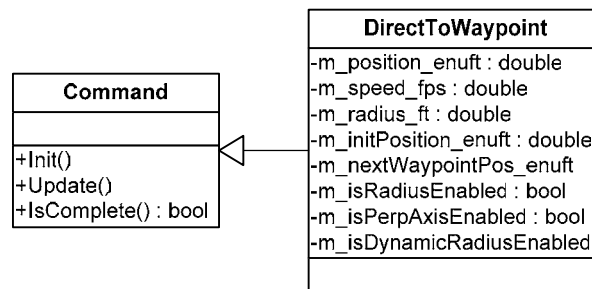 Command
+Init()
+Update()
+IsComplete() : bool
DirectToWaypoint
-m_position_enuft : double
-m_speed_fps : double
-m_radius_ft : double
-m_initPosition_enuft : double
-m_nextWaypointPos_enuft
-m_isRadiusEnabled : bool
-m_isPerpAxisEnabled : bool
-m_isDynamicRadiusEnabled